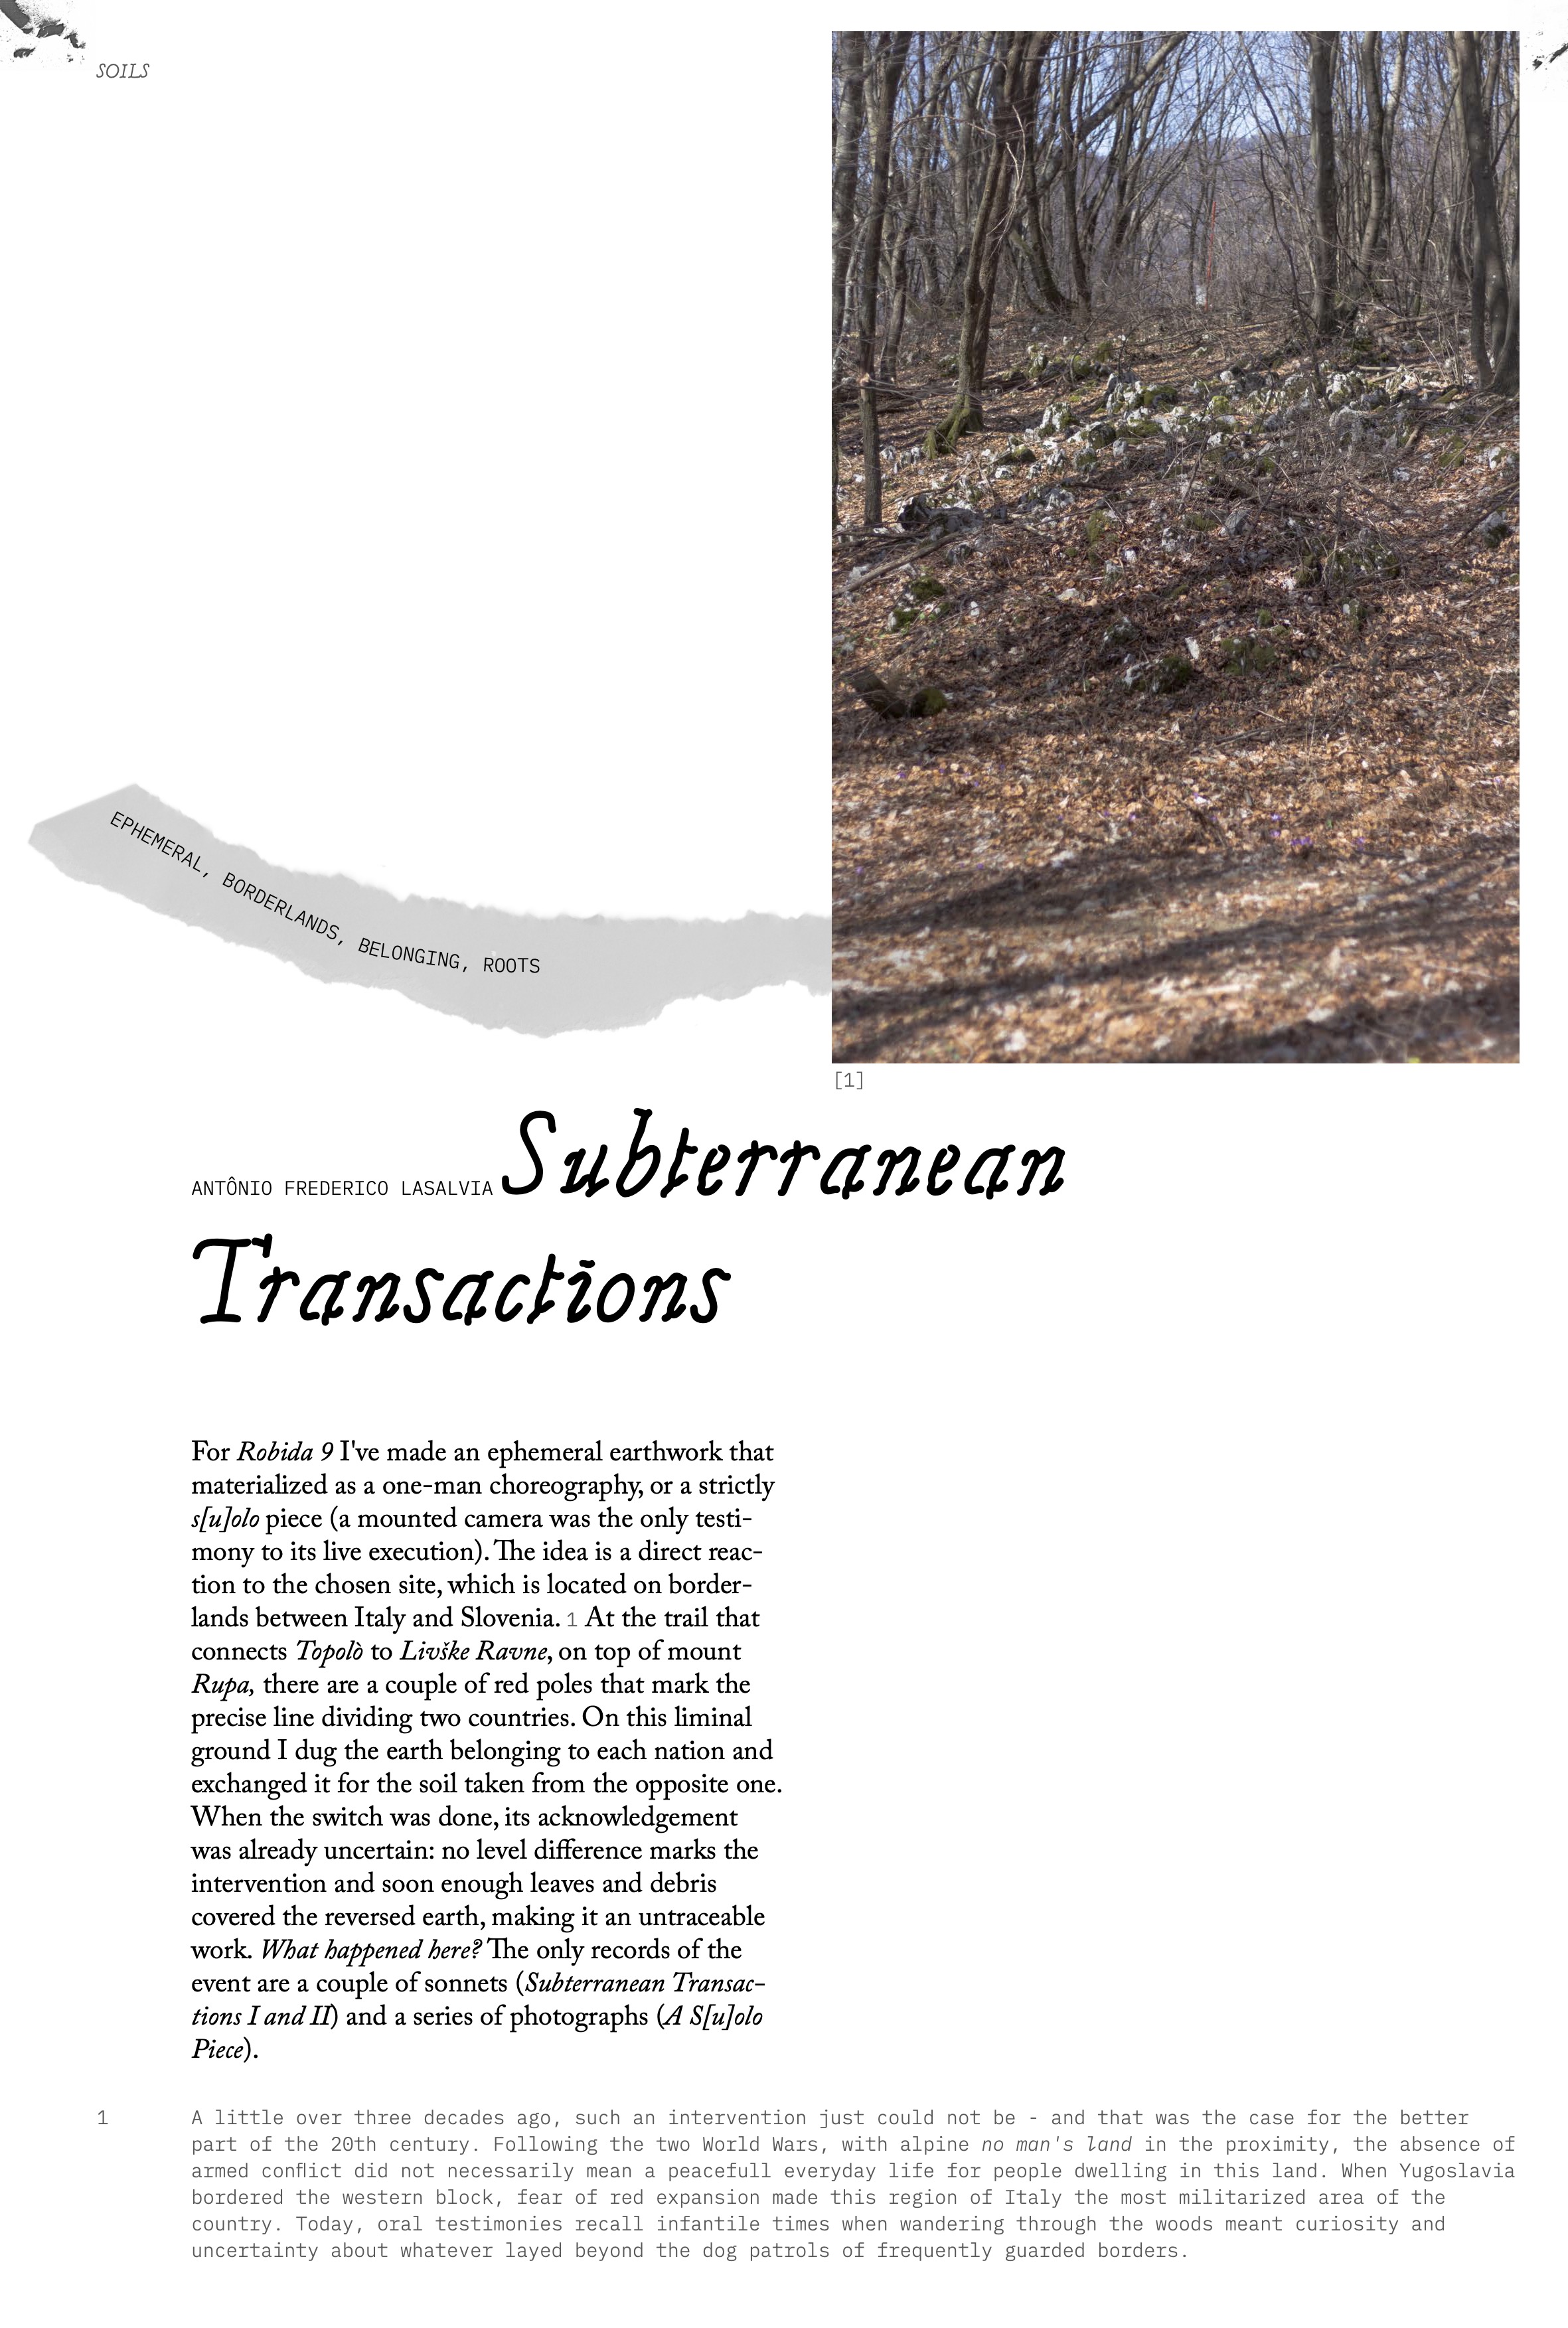 SOILS
EPHEMERAL, BORDERLANDS, BELONGING, ROOTS
[1]
ANTÔNIO FREDERICO LASALVIA Subterranean
Transactions
For Robida 9 I've made an ephemeral earthwork that
materialized as a one-man choreography, or a strictly
s[u]olo piece (a mounted camera was the only testi-
mony to its live execution). The idea is a direct reac-
tion to the chosen site, which is located on border-
lands between Italy and Slovenia. 1 At the trail that
connects Topolò to Livške Ravne, on top of mount
Rupa, there are a couple of red poles that mark the
precise line dividing two countries. On this liminal
ground I dug the earth belonging to each nation and
exchanged it for the soil taken from the opposite one.
When the switch was done, its acknowledgement
was already uncertain: no level difference marks the
intervention and soon enough leaves and debris
covered the reversed earth, making it an untraceable
work. What happened here? The only records of the
event are a couple of sonnets (Subterranean Transac-
tions I and II) and a series of photographs (A S[u]olo
Piece).
1 A little over three decades ago, such an intervention just could not be - and that was the case for the better
part of the 20th century. Following the two World Wars, with alpine no man's land in the proximity, the absence of
armed conflict did not necessarily mean a peacefull everyday life for people dwelling in this land. When Yugoslavia
bordered the western block, fear of red expansion made this region of Italy the most militarized area of the
country. Today, oral testimonies recall infantile times when wandering through the woods meant curiosity and
uncertainty about whatever layed beyond the dog patrols of frequently guarded borders.